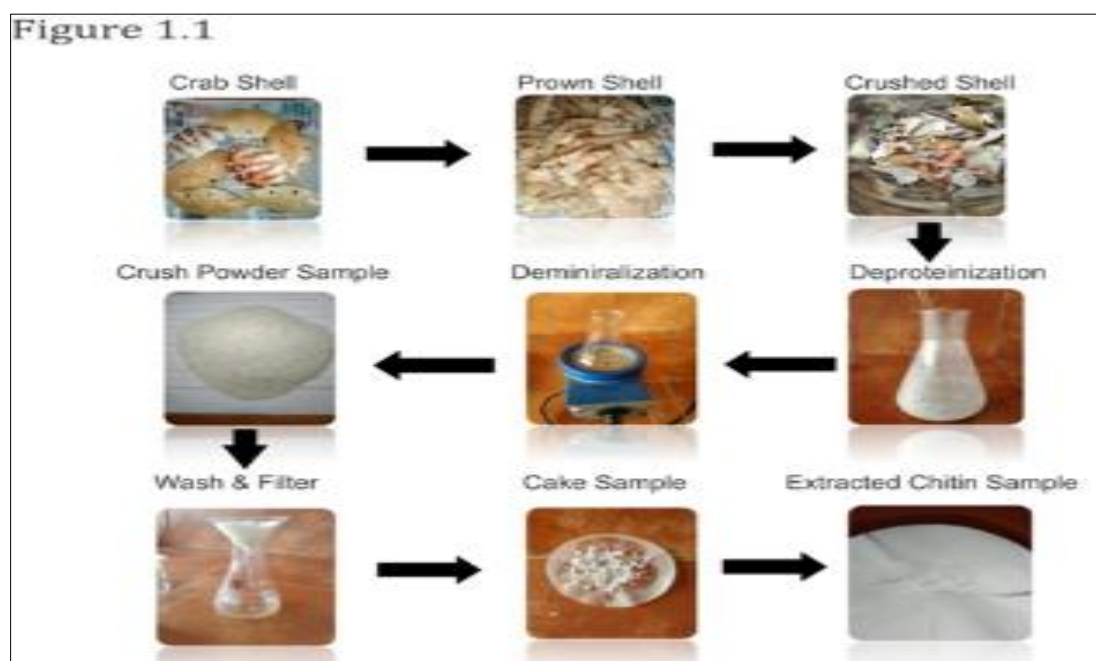 Figure 1.1
Crab Shell
Prown Shell
Crushed Shell
Crush Powder Sample
Deminiralization
Deproteinization
Wash & Filter
Cake Sample
Extracted Chitin Sample